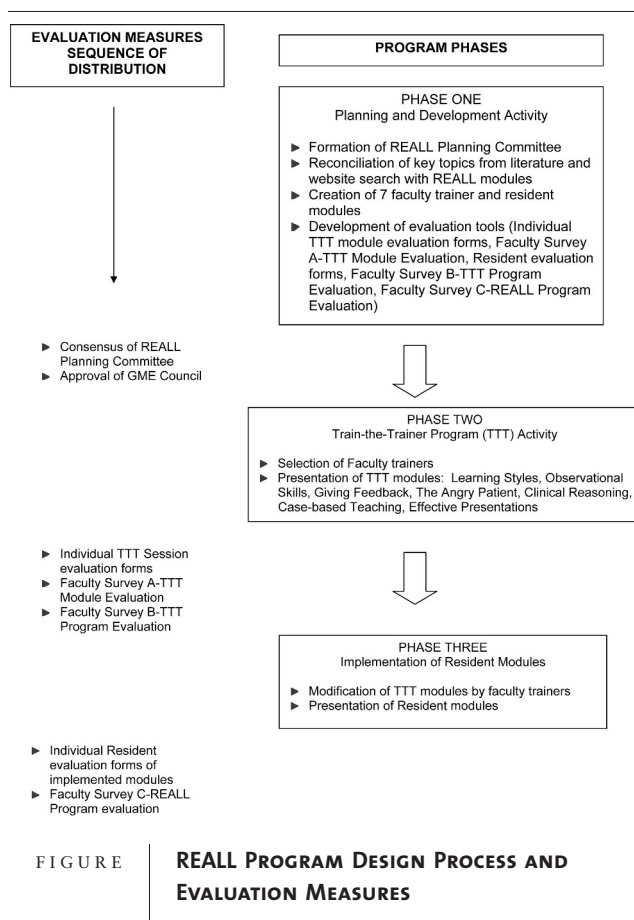 EVALUATION MEASURES
SEQUENCE OF
DISTRIBUTION
PROGRAM PHASES
PHASE ONE
Planning and Development Activity
► Formation of REALL Planning Committee
► Reconciliation of key topics from literature and
website search with REALL modules
► Creation of 7 faculty trainer and resident
modules
► Development of evaluation tools (Individual
TTT module evaluation forms, Faculty Survey
A-TTT Module Evaluation, Resident evaluation
forms, Faculty Survey B-TTT Program
Evaluation, Faculty Survey C-REALL Program
Evaluation)
► Consensus of REALL
Planning Committee
► Approval of GME Council
PHASE TWO
Train-the-Trainer Program (TTT) Activity
► Selection of Faculty trainers
► Presentation of TTT modules: Learning Styles, Observational
Skills, Giving Feedback, The Angry Patient, Clinical Reasoning,
Case-based Teaching, Effective Presentations
► Individual TTT Session
evaluation forms
► Faculty Survey A-TTT
Module Evaluation
► Faculty Survey B-TTT
Program Evaluation
PHASE THREE
Implementation of Resident Modules
► Modification of TTT modules by faculty trainers
► Presentation of Resident modules
► Individual Resident
evaluation forms of
implemented modules
► Faculty Survey C-REALL
Program evaluation
FIGURE
REALL PROGRAM DESIGN PROCESS AND
EVALUATION MEASURES